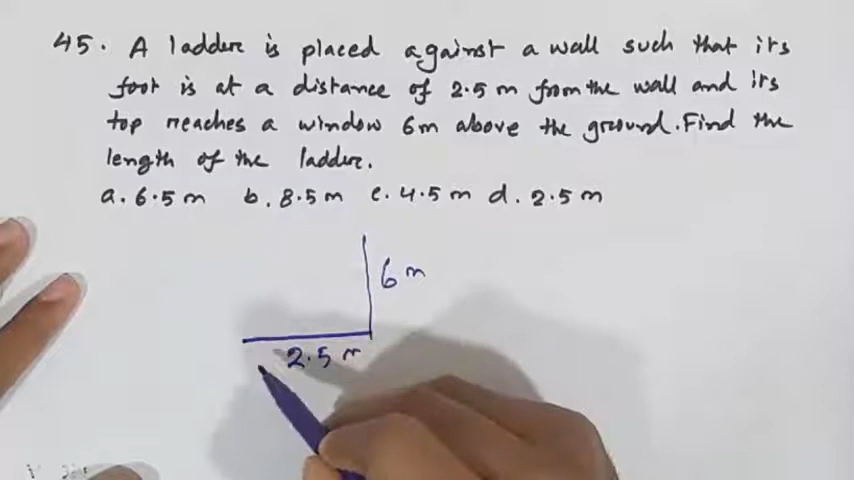 45. A ladder is placed against a wall such that its
foot is at a distance of 2.5 m from the wall and its
top reaches a window 6m above the ground. Find the
length of the ladder.
a. 6.5 m b. 8.5 m c. 4.5 m d. 2.5 m
6 m
2.5 m